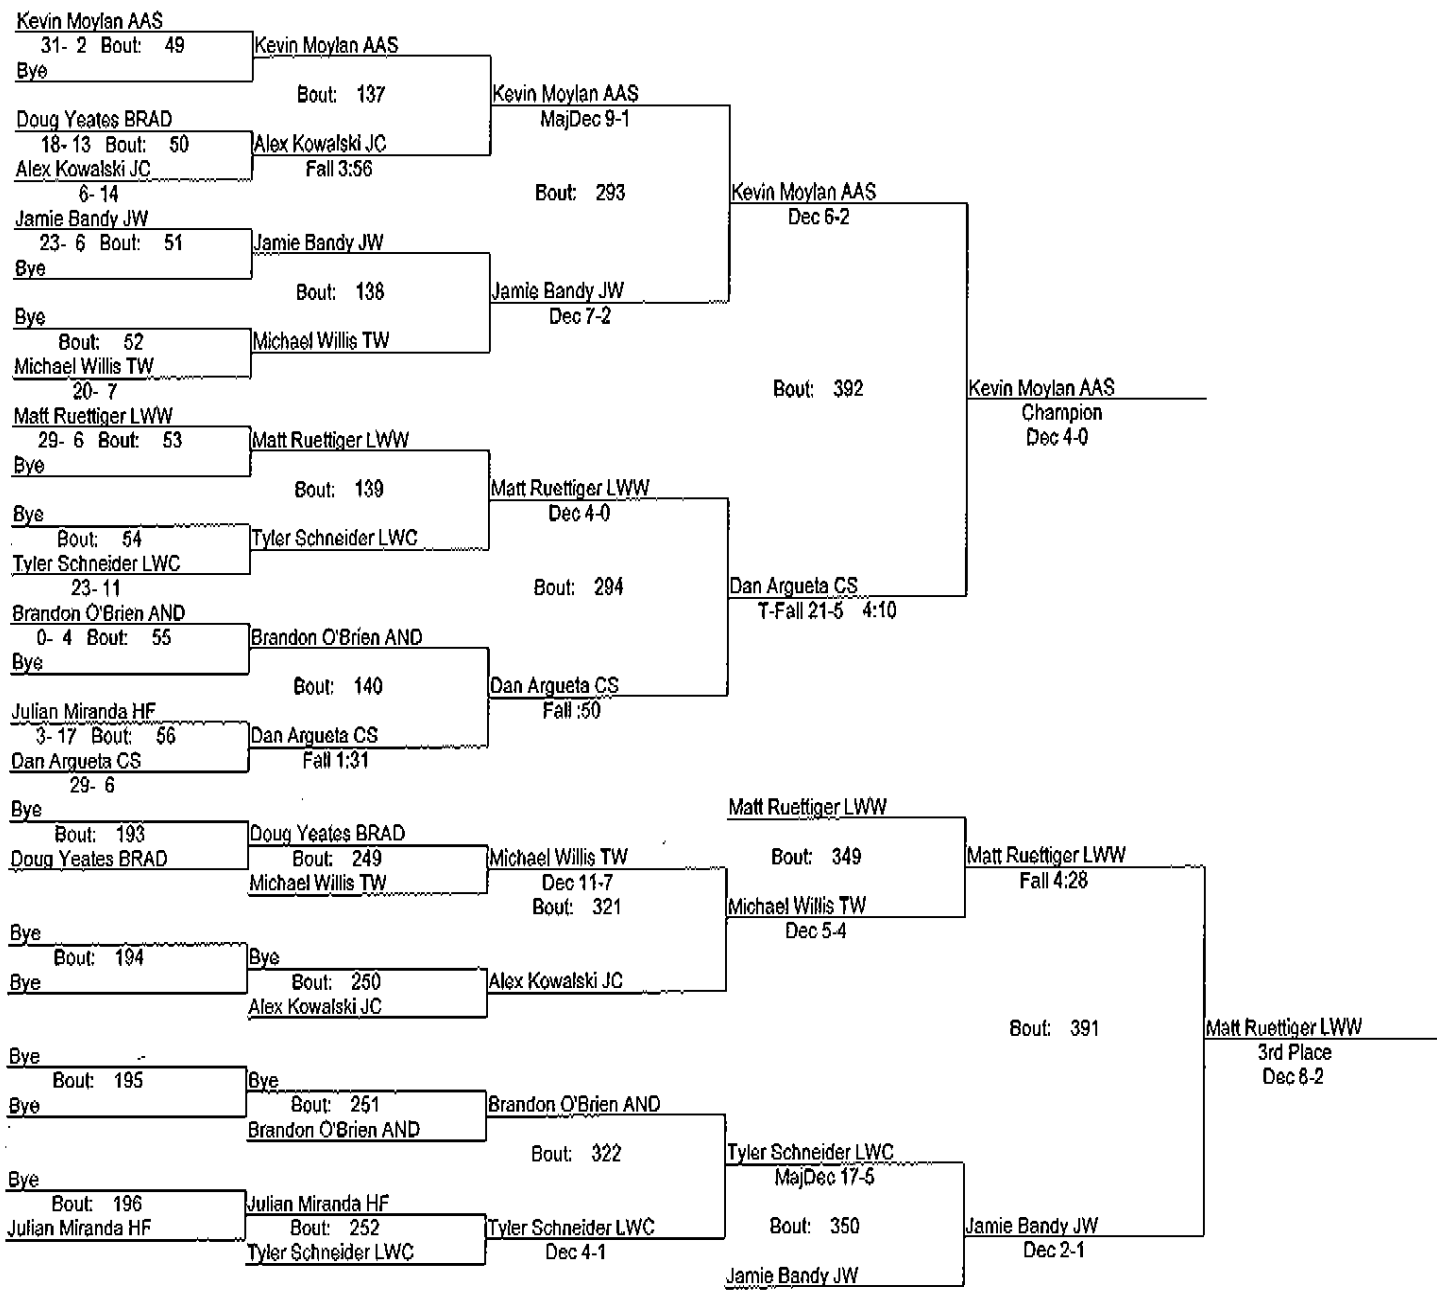 Kevin Moylan AAS
31- 2 Bout: 49
Bye
Kevin Moylan AAS
Bout: 137
Kevin Moylan AAS
MajDec 9-1
Doug Yeates BRAD
18- 13 Bout: 50
Alex Kowalski JC
6- 14
Alex Kowalski JC
Fall 3:56
Bout: 293
Kevin Moylan AAS
Dec 6-2
Jamie Bandy JW
23- 6 Bout: 51
Bye
Jamie Bandy JW
Bout: 138
Jamie Bandy JW
Dec 7-2
Bye
Bout: 52
Michael Willis TW
20- 7
Michael Willis TW
Bout: 392
Kevin Moylan AAS
Champion
Dec 4-0
Matt Ruettiger LWW
29- 6 Bout: 53
Bye
Matt Ruettiger LWW
Bout: 139
Matt Ruettiger LWW
Dec 4-0
Bye
Bout: 54
Tyler Schneider LWC
23- 11
Tyler Schneider LWC
Bout: 294
Dan Argueta CS
T-Fall 21-5 4:10
Brandon O'Brien AND
0- 4 Bout: 55
Bye
Brandon O'Brien AND
Bout: 140
Dan Argueta CS
Fall :50
Julian Miranda HF
3- 17 Bout: 56
Dan Argueta CS
29- 6
Dan Argueta CS
Fall 1:31
Bye
Bout: 193
Doug Yeates BRAD
Doug Yeates BRAD
Bout: 249
Michael Willis TW
Michael Willis TW
Dec 11-7
Bout: 321
Matt Ruettiger LWW
Bout: 349
Michael Willis TW
Dec 5-4
Matt Ruettiger LWW
Fall 4:28
Bye
Bout: 194
Bye
Bye
Bout: 250
Alex Kowalski JC
Alex Kowalski JC
Bout: 391
Matt Ruettiger LWW
3rd Place
Dec 8-2
Bye
Bout: 195
Bye
Bye
Bout: 251
Brandon O'Brien AND
Brandon O'Brien AND
Bout: 322
Tyler Schneider LWC
MajDec 17-5
Bye
Bout: 196
Julian Miranda HF
Julian Miranda HF
Bout: 252
Tyler Schneider LWC
Tyler Schneider LWC
Dec 4-1
Bout: 350
Jamie Bandy JW
Jamie Bandy JW
Dec 2-1